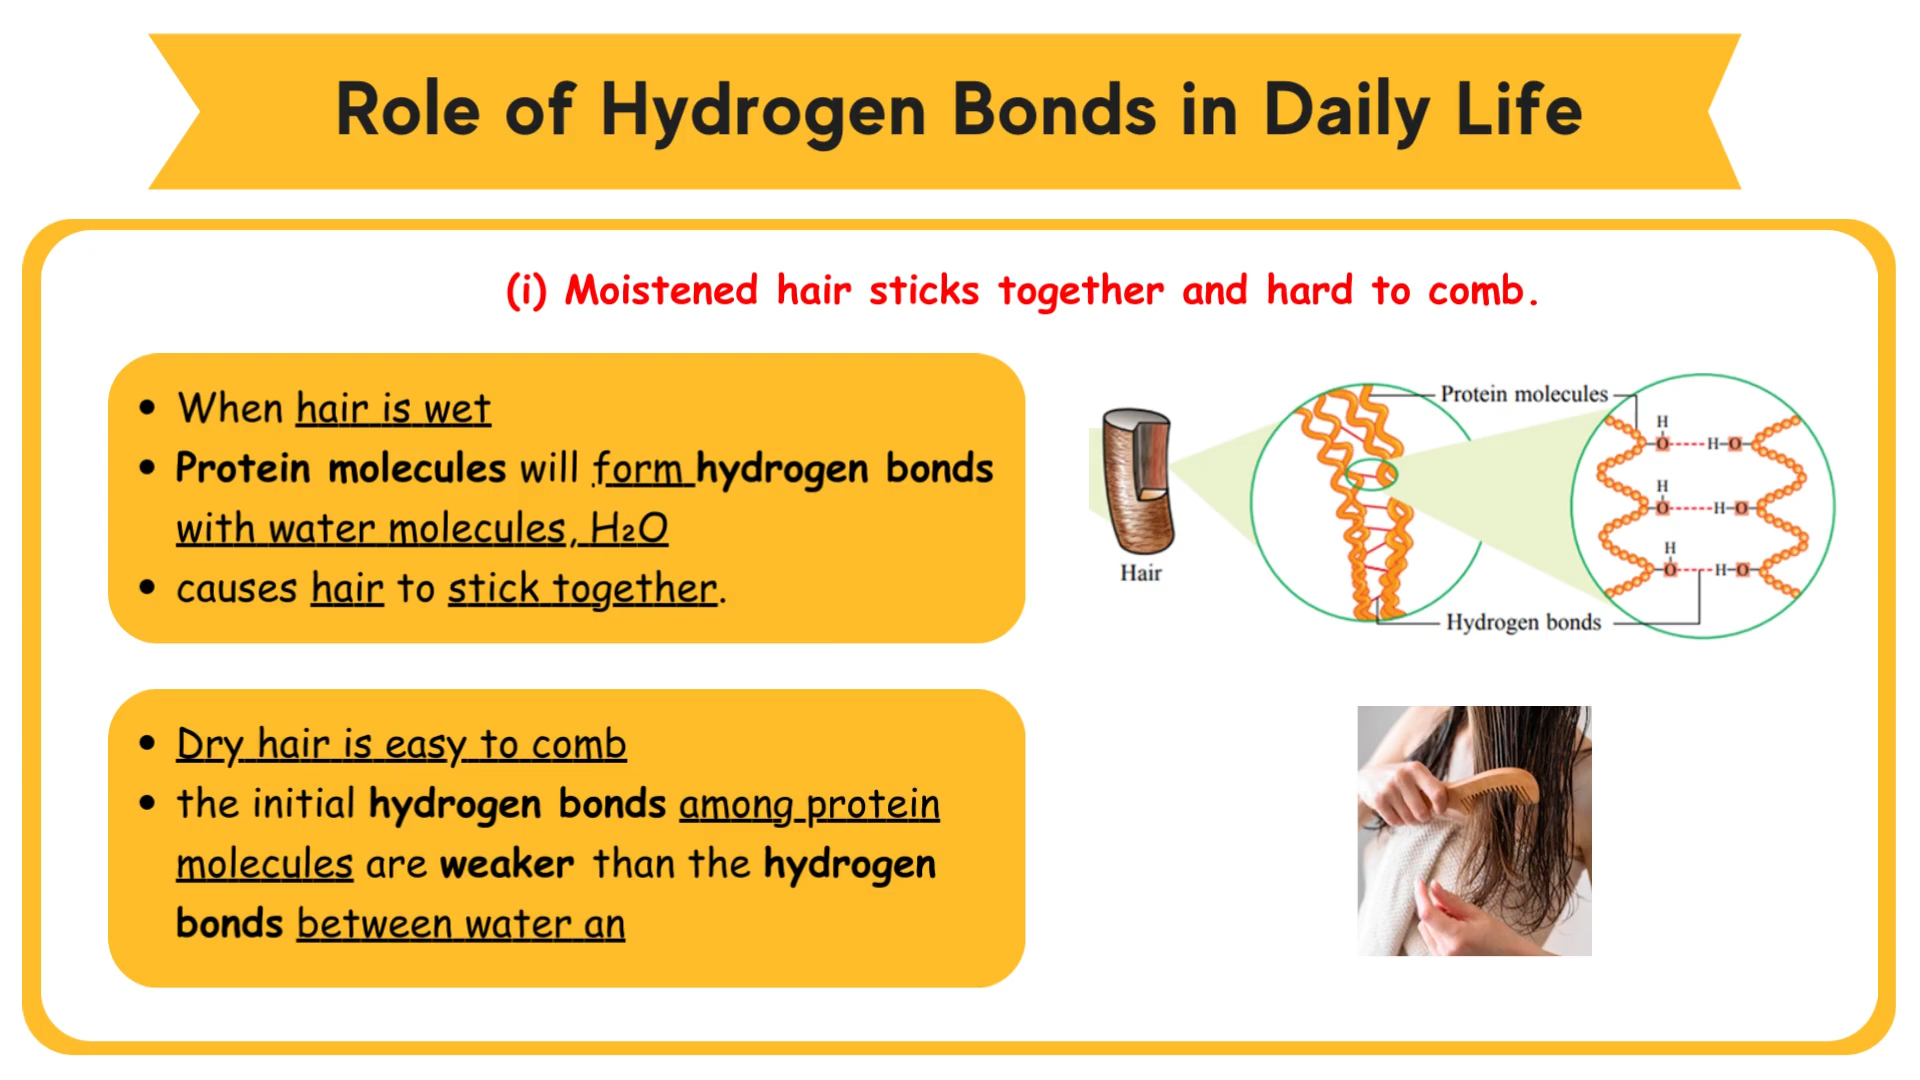 Role of Hydrogen Bonds in Daily Life
(i) Moistened hair sticks together and hard to comb.
• When hair is wet
• Protein molecules will form hydrogen bonds
with water molecules, H₂O
• causes hair to stick together.
Protein molecules
H
O H-O
H
O H-O
H
O H-O
Hair
Hydrogen bonds
• Dry hair is easy to comb
• the initial hydrogen bonds among protein
molecules are weaker than the hydrogen
bonds between water an